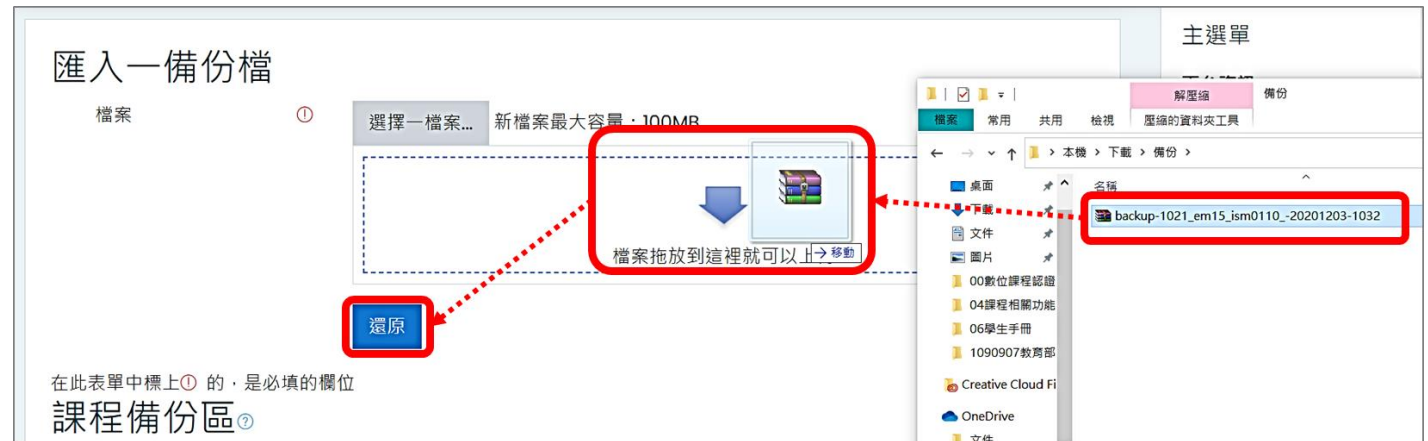 匯入一備份檔
檔案
選擇一檔案... 新檔案最大容量：100MB
檔案拖放到這裡就可以上
→移動
還原
在此表單中標上 的，是必填的欄位
課程備份區
主選單
解壓縮 備份
檔案 常用 共用 檢視 壓縮的資料夾工具
本機 › 下載 › 備份 ›
名稱
backup-1021_em15_ism0110_-20201203-1032
桌面
下載
文件
圖片
00數位課程認證
04課程相關功能
06學生手冊
1090907教育部
Creative Cloud Fi
OneDrive
文件